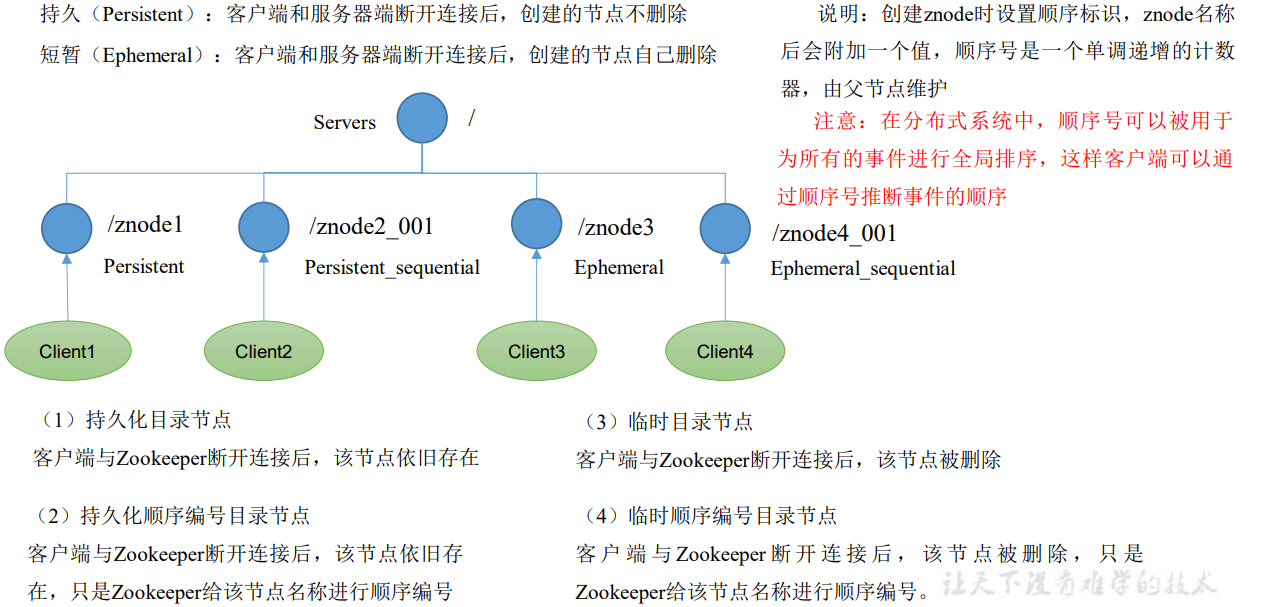 持久（Persistent）：客户端和服务器端断开连接后，创建的节点不删除
短暂（Ephemeral）：客户端和服务器端断开连接后，创建的节点自己删除
说明：创建znode时设置顺序标识，znode名称
后会附加一个值，顺序号是一个单调递增的计数
器，由父节点维护
注意：在分布式系统中，顺序号可以被用于
为所有的事件进行全局排序，这样客户端可以通
过顺序号推断事件的顺序
Servers
/
/znode1
Persistent
/znode2_001
Persistent_sequential
/znode3
Ephemeral
/znode4_001
Ephemeral_sequential
Client1
Client2
Client3
Client4
（1）持久化目录节点
客户端与Zookeeper断开连接后，该节点依旧存在
（2）持久化顺序编号目录节点
客户端与Zookeeper断开连接后，该节点依旧存
在，只是Zookeeper给该节点名称进行顺序编号
（3）临时目录节点
客户端与Zookeeper断开连接后，该节点被删除
（4）临时顺序编号目录节点
客户端与Zookeeper断开连接后，该节点被删除，只是
Zookeeper给该节点名称进行顺序编号。
让天下没有难学的技术